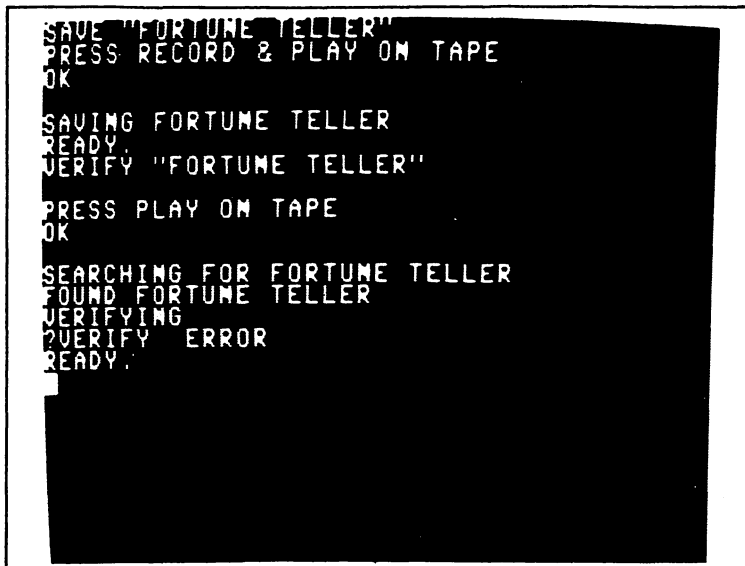 SAVE "FORTUNE TELLER"
PRESS RECORD & PLAY ON TAPE
OK
SAVING FORTUNE TELLER
READY.
VERIFY "FORTUNE TELLER"
PRESS PLAY ON TAPE
OK
SEARCHING FOR FORTUNE TELLER
FOUND FORTUNE TELLER
VERIFYING
?VERIFY ERROR
READY.